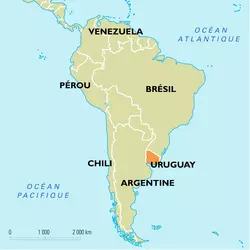 OCÉAN
ATLANTIQUE
VENEZUELA
PÉROU
BRÉSIL
CHILI
URUGUAY
ARGENTINE
OCÉAN
PACIFIQUE
0 1 000 2 000 km